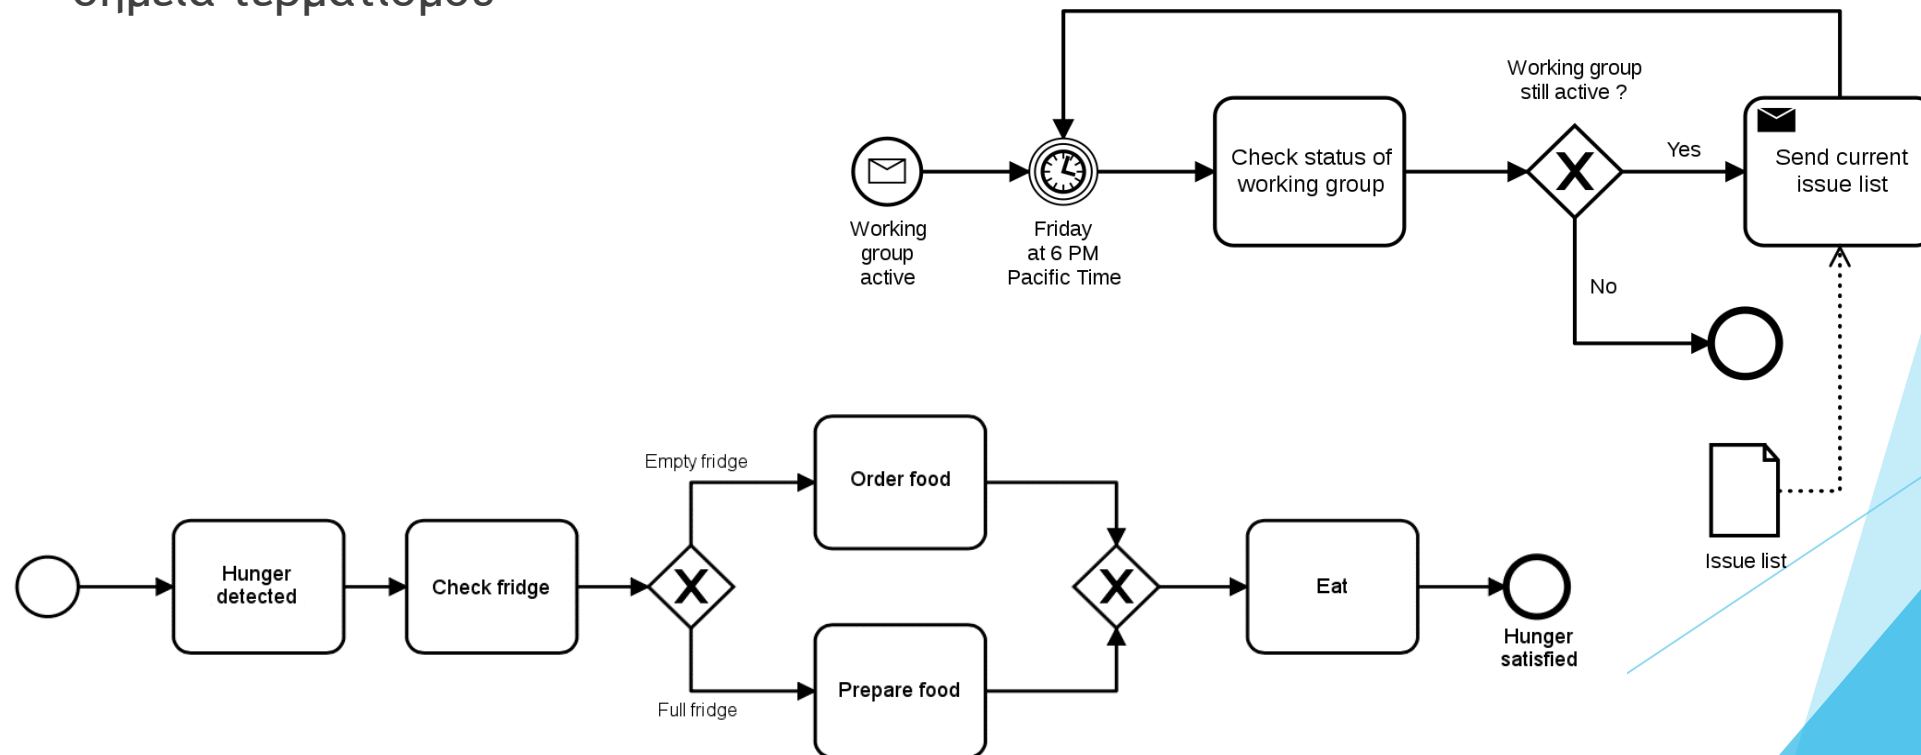 σημεία τερματισμού
Working group
still active ?
Check status of
working group
Yes
Send current
issue list
Working
group
active
Friday
at 6 PM
Pacific Time
No
Empty fridge
Order food
Issue list
Hunger
detected
Check fridge
Eat
Hunger
satisfied
Prepare food
Full fridge